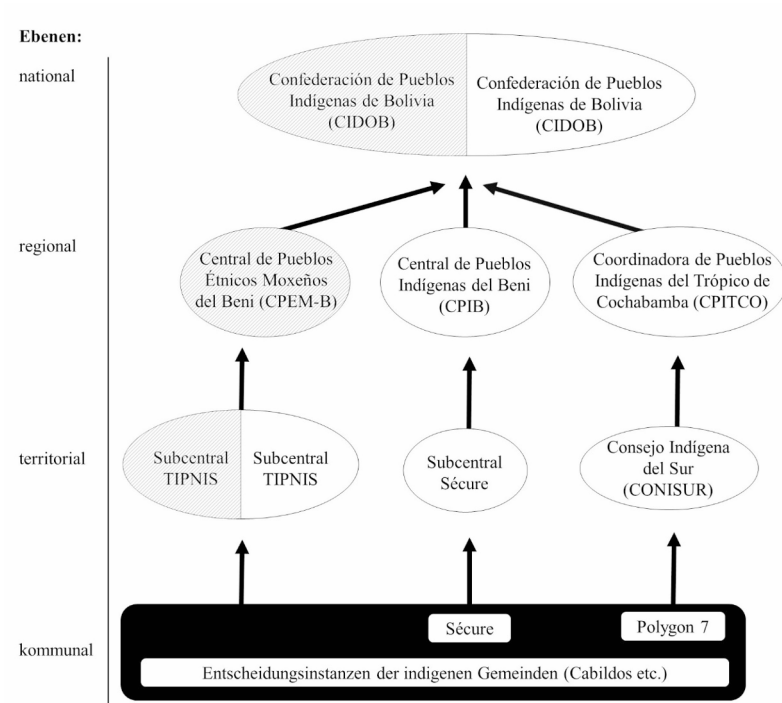 Ebenen:
national
Confederación de Pueblos
Indígenas de Bolivia
(CIDOB)
Confederación de Pueblos
Indígenas de Bolivia
(CIDOB)
regional
Central de Pueblos
Étnicos Moxeños
del Beni (CPEM-B)
Central de Pueblos
Indígenas del Beni
(CPIB)
Coordinadora de Pueblos
Indígenas del Trópico de
Cochabamba (CPITCO)
territorial
Subcentral
TIPNIS
Subcentral
TIPNIS
Subcentral
Sécure
Consejo Indígena
del Sur
(CONISUR)
kommunal
Sécure
Polygon 7
Entscheidungsinstanzen der indigenen Gemeinden (Cabildos etc.)